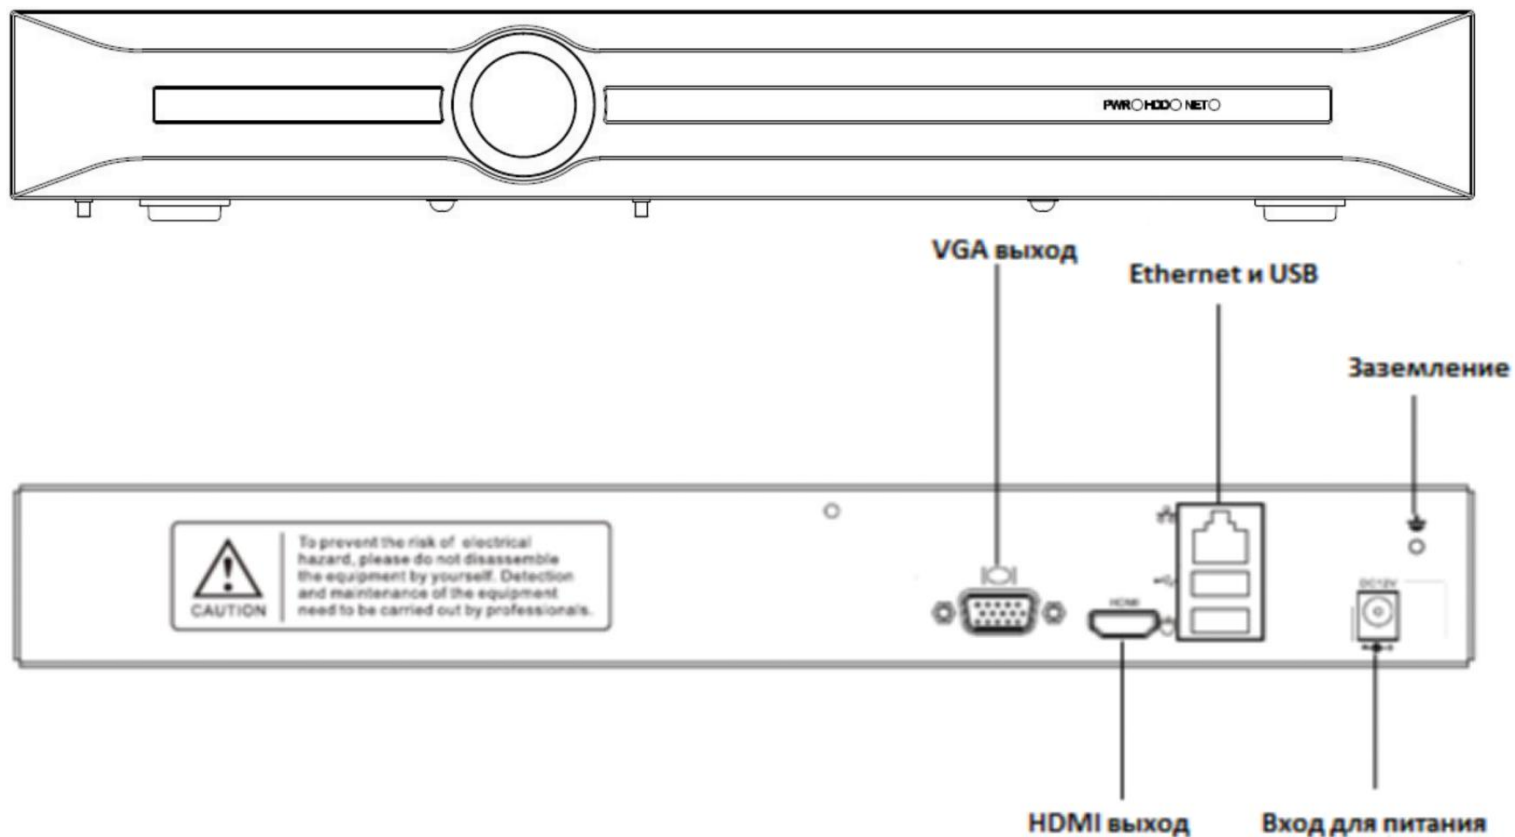 PWR HDD NET
VGA выход
Ethernet и USB
Заземление
To prevent the risk of electrical
hazard, please do not disassemble
the equipment by yourself. Detection
and maintenance of the equipment
need to be carried out by professionals.
CAUTION
HDMI
DC12V
HDMI выход
Вход для питания